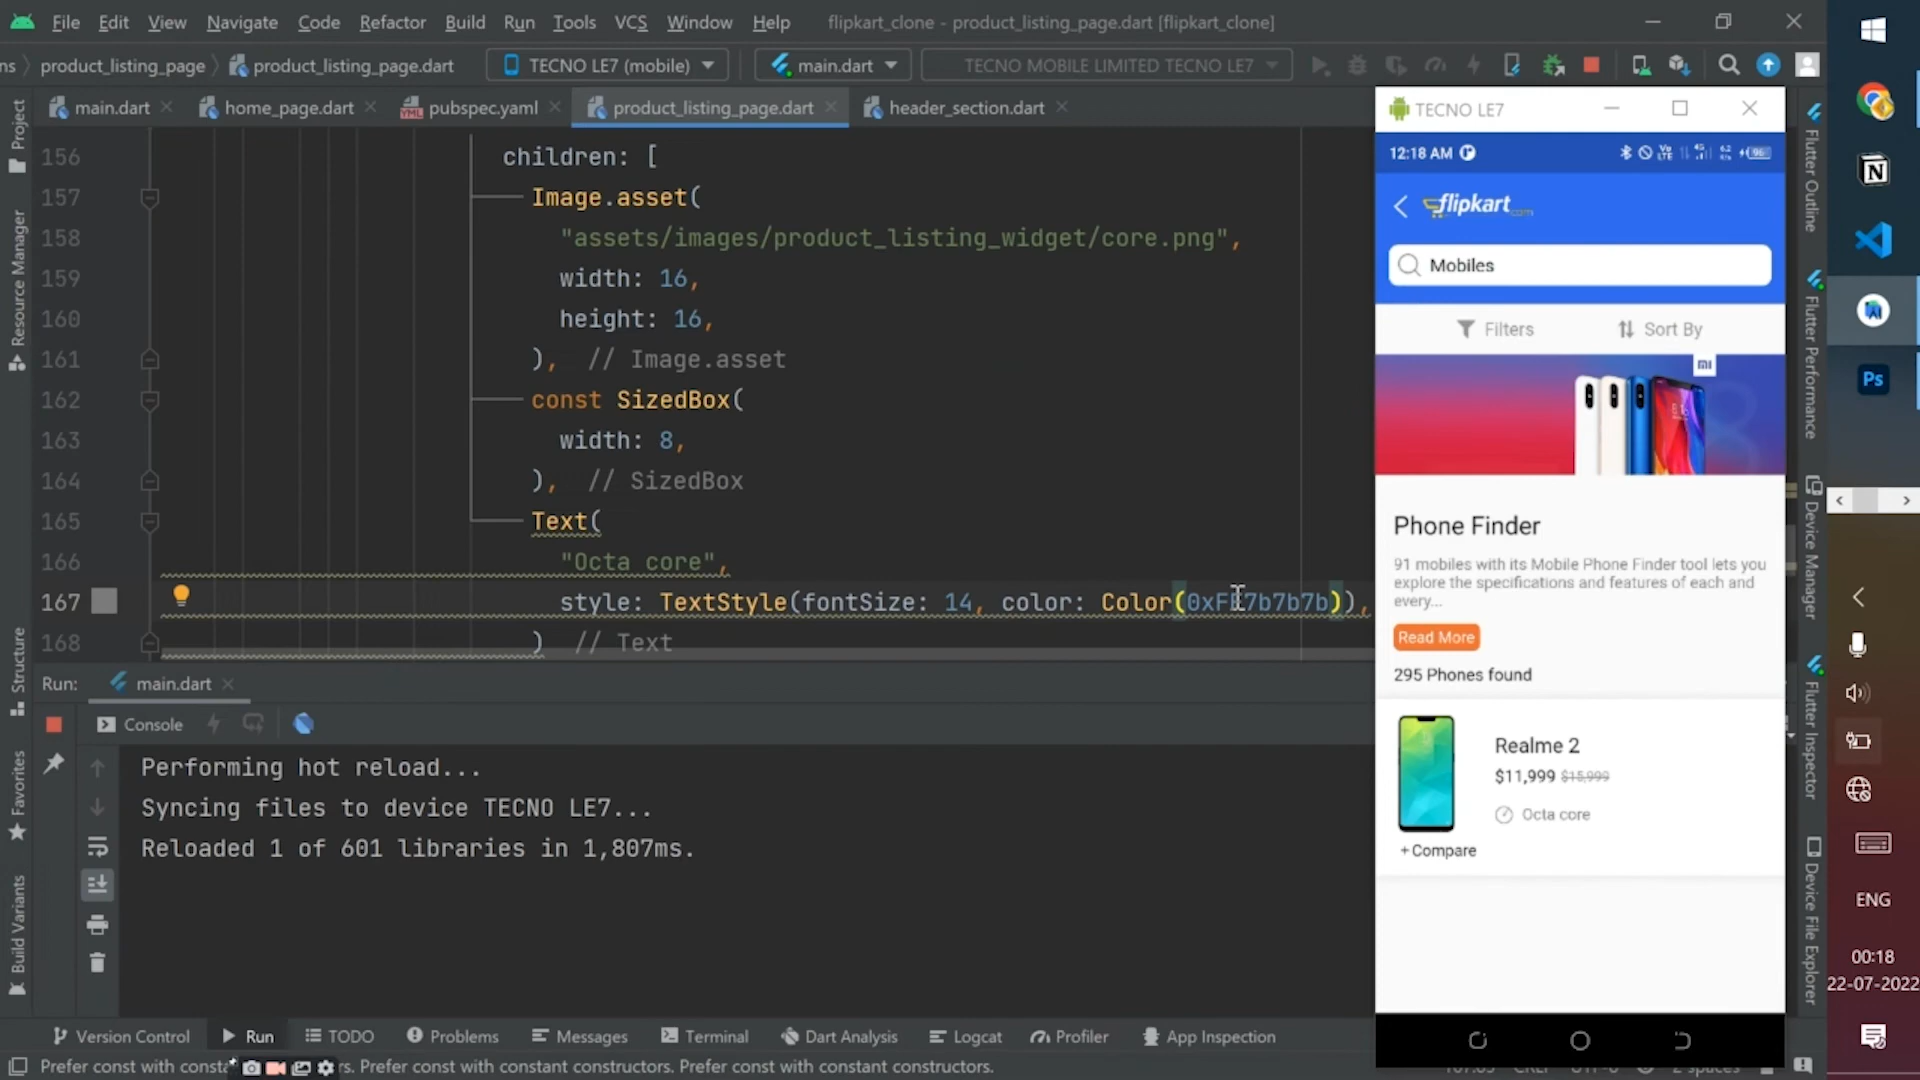 File Edit View Navigate Code Refactor Build Run Tools VCS Window Help flipkart_clone - product_listing_page.dart [flipkart_clone]
ns product_listing_page product_listing_page.dart TECNO LE7 (mobile) main.dart TECNO MOBILE LIMITED TECNO LE7
main.dart home_page.dart pubspec.yaml product_listing_page.dart header_section.dart
Project
Resource Manager
Structure
Favorites
Build Variants
156 children: [
157 Image.asset(
158 "assets/images/product_listing_widget/core.png",
159 width: 16,
160 height: 16,
161 ), // Image.asset
162 const SizedBox(
163 width: 8,
164 ), // SizedBox
165 Text(
166 "Octa core",
167 style: TextStyle(fontSize: 14, color: Color(0xFF7b7b7b)),
168 ) // Text
Run: main.dart
Console
Performing hot reload...
Syncing files to device TECNO LE7...
Reloaded 1 of 601 libraries in 1,807ms.
Version Control Run TODO Problems Messages Terminal Dart Analysis Logcat Profiler App Inspection
Prefer const with consta rs. Prefer const with constant constructors. Prefer const with constant constructors.
TECNO LE7
12:18 AM
96
flipkart.com
Mobiles
Filters Sort By
mi
Phone Finder
91 mobiles with its Mobile Phone Finder tool lets you
explore the specifications and features of each and
every...
Read More
295 Phones found
Realme 2
$11,999 $15,999
Octa core
+Compare
Flutter Outline
Flutter Performance
Device Manager
Flutter Inspector
Device File Explorer
Ps
ENG
00:18
22-07-2022